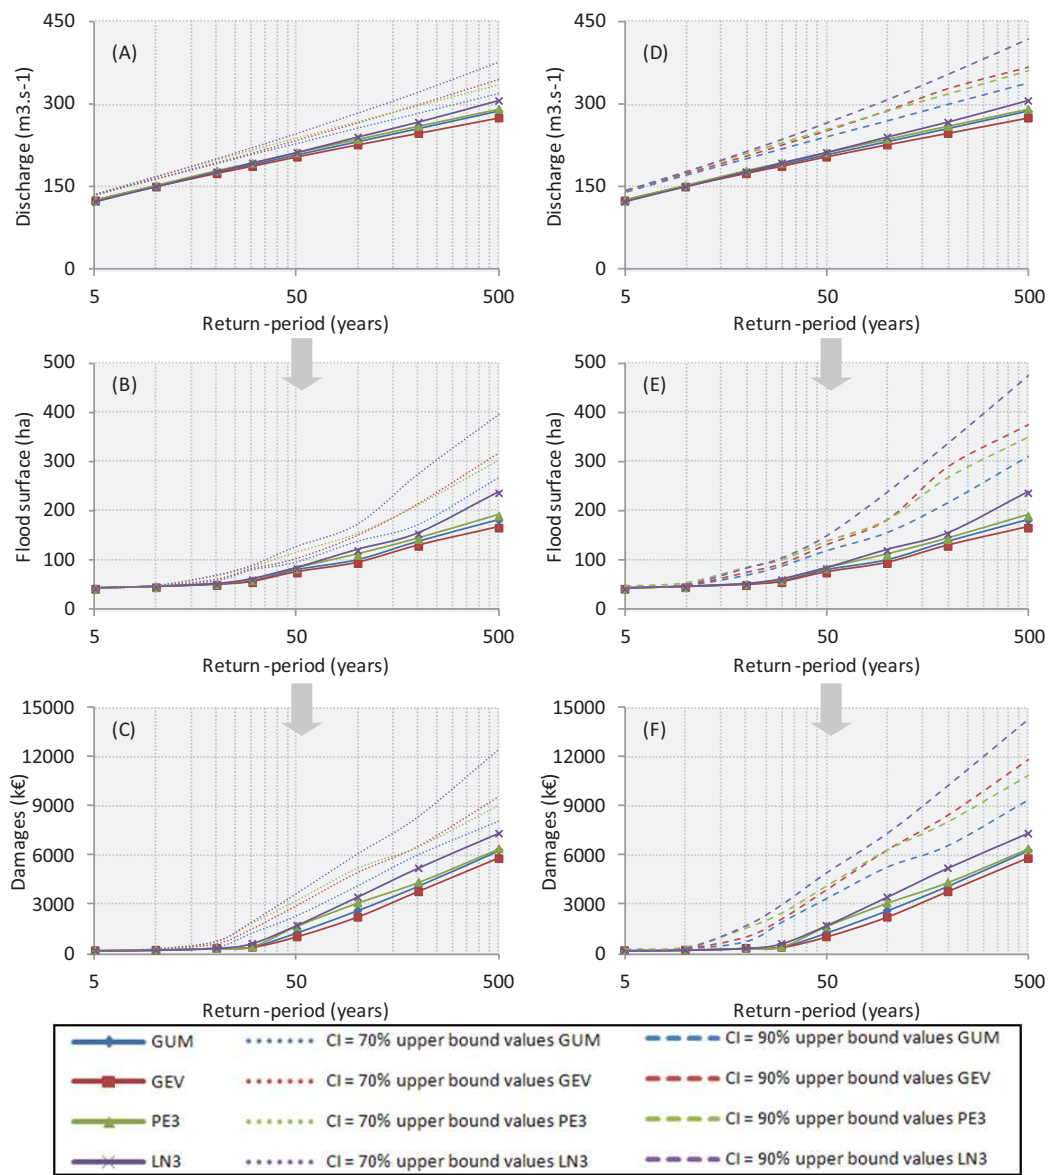 450
300
150
0
Discharge (m3.s-1)
(A)
5
50
500
Return -period (years)
450
300
150
0
Discharge (m3.s-1)
(D)
5
50
500
Return -period (years)
500
400
300
200
100
0
Flood surface (ha)
(B)
5
50
500
Return -period (years)
500
400
300
200
100
0
Flood surface (ha)
(E)
5
50
500
Return -period (years)
15000
12000
9000
6000
3000
0
Damages (k€)
(C)
5
50
500
Return -period (years)
15000
12000
9000
6000
3000
0
Damages (k€)
(F)
5
50
500
Return -period (years)
GUM
CI = 70% upper bound values GUM
CI = 90% upper bound values GUM
GEV
CI = 70% upper bound values GEV
CI = 90% upper bound values GEV
PE3
CI = 70% upper bound values PE3
CI = 90% upper bound values PE3
LN3
CI = 70% upper bound values LN3
CI = 90% upper bound values LN3